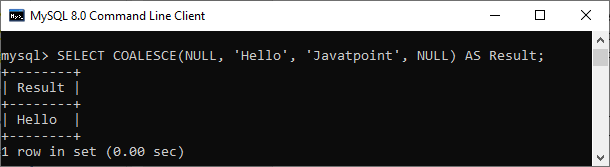 MySQL 8.0 Command Line Client
mysql> SELECT COALESCE(NULL, 'Hello', 'Javatpoint', NULL) AS Result;
+--------+
| Result |
+--------+
| Hello  |
+--------+
1 row in set (0.00 sec)